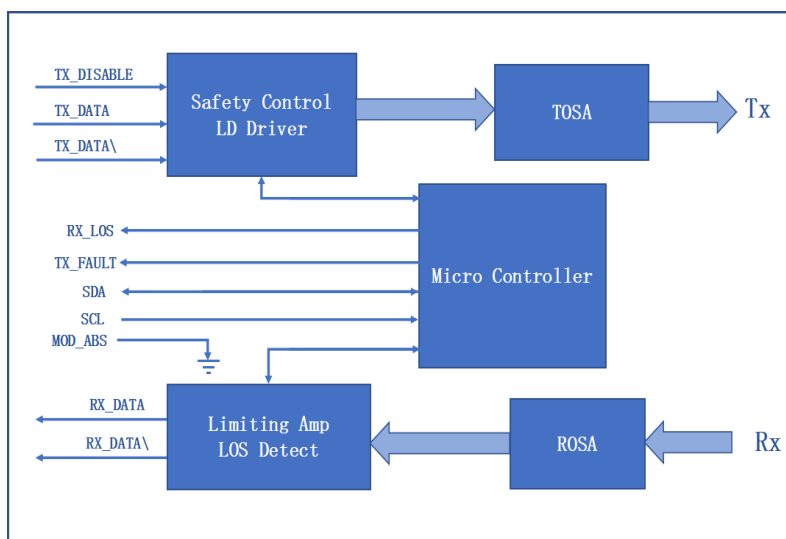 TX_DISABLE
TX_DATA
TX_DATA\
Safety Control
LD Driver
TOSA
Tx
RX_LOS
TX_FAULT
SDA
SCL
MOD_ABS
Micro Controller
RX_DATA
RX_DATA\
Limiting Amp
LOS Detect
ROSA
Rx